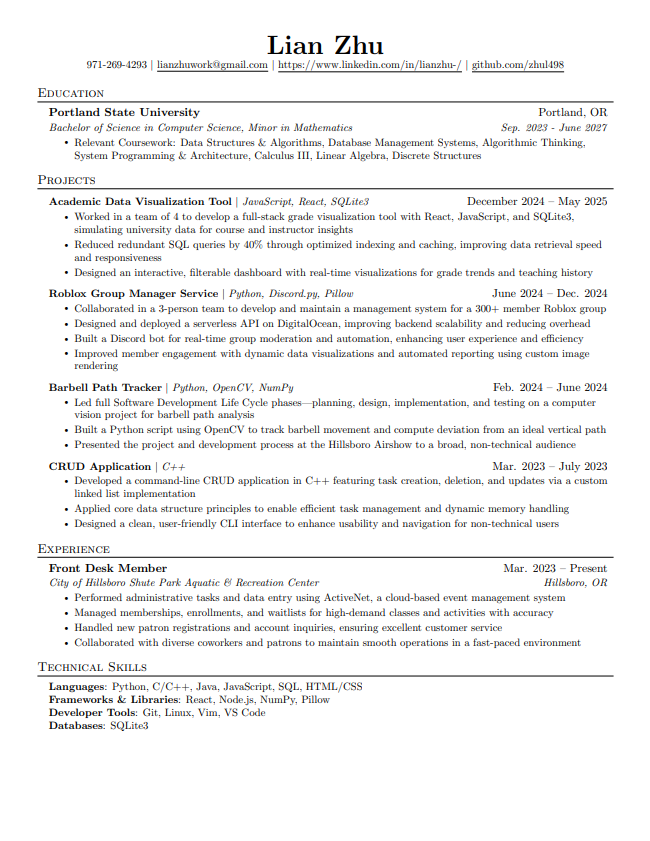 Lian Zhu
971-269-4293 | lianzhuwork@gmail.com | https://www.linkedin.com/in/lianzhu-/ | github.com/zhul498
Education
Portland State University Portland, OR
Bachelor of Science in Computer Science, Minor in Mathematics Sep. 2023 - June 2027
• Relevant Coursework: Data Structures & Algorithms, Database Management Systems, Algorithmic Thinking,
System Programming & Architecture, Calculus III, Linear Algebra, Discrete Structures
Projects
Academic Data Visualization Tool | JavaScript, React, SQLite3 December 2024 – May 2025
• Worked in a team of 4 to develop a full-stack grade visualization tool with React, JavaScript, and SQLite3,
simulating university data for course and instructor insights
• Reduced redundant SQL queries by 40% through optimized indexing and caching, improving data retrieval speed
and responsiveness
• Designed an interactive, filterable dashboard with real-time visualizations for grade trends and teaching history
Roblox Group Manager Service | Python, Discord.py, Pillow June 2024 – Dec. 2024
• Collaborated in a 3-person team to develop and maintain a management system for a 300+ member Roblox group
• Designed and deployed a serverless API on DigitalOcean, improving backend scalability and reducing overhead
• Built a Discord bot for real-time group moderation and automation, enhancing user experience and efficiency
• Improved member engagement with dynamic data visualizations and automated reporting using custom image
rendering
Barbell Path Tracker | Python, OpenCV, NumPy Feb. 2024 – June 2024
• Led full Software Development Life Cycle phases—planning, design, implementation, and testing on a computer
vision project for barbell path analysis
• Built a Python script using OpenCV to track barbell movement and compute deviation from an ideal vertical path
• Presented the project and development process at the Hillsboro Airshow to a broad, non-technical audience
CRUD Application | C++ Mar. 2023 – July 2023
• Developed a command-line CRUD application in C++ featuring task creation, deletion, and updates via a custom
linked list implementation
• Applied core data structure principles to enable efficient task management and dynamic memory handling
• Designed a clean, user-friendly CLI interface to enhance usability and navigation for non-technical users
Experience
Front Desk Member Mar. 2023 – Present
City of Hillsboro Shute Park Aquatic & Recreation Center Hillsboro, OR
• Performed administrative tasks and data entry using ActiveNet, a cloud-based event management system
• Managed memberships, enrollments, and waitlists for high-demand classes and activities with accuracy
• Handled new patron registrations and account inquiries, ensuring excellent customer service
• Collaborated with diverse coworkers and patrons to maintain smooth operations in a fast-paced environment
Technical Skills
Languages: Python, C/C++, Java, JavaScript, SQL, HTML/CSS
Frameworks & Libraries: React, Node.js, NumPy, Pillow
Developer Tools: Git, Linux, Vim, VS Code
Databases: SQLite3